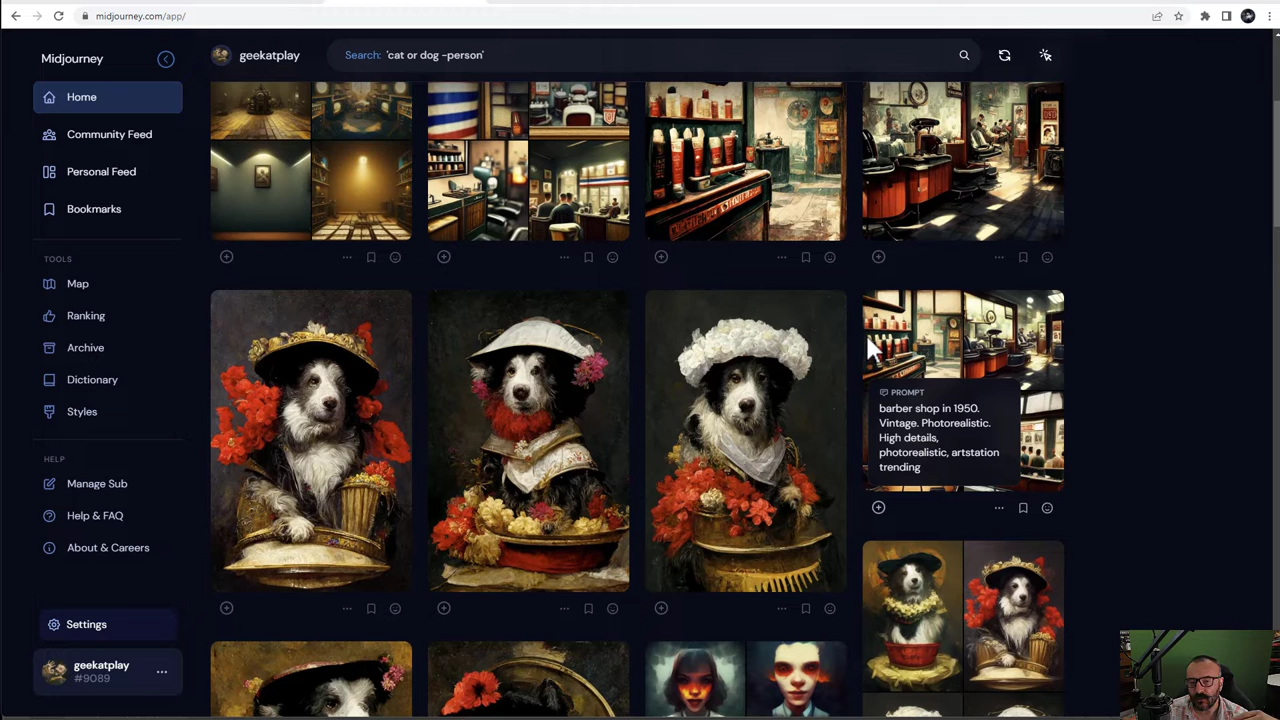 midjourney.com/app/
Midjourney
geekatplay
Search: 'cat or dog -person'
Home
Community Feed
Personal Feed
Bookmarks
TOOLS
Map
Ranking
Archive
Dictionary
Styles
HELP
Manage Sub
Help & FAQ
About & Careers
Settings
geekatplay
#9089
PROMPT
barber shop in 1950.
Vintage. Photorealistic.
High details,
photorealistic, artstation
trending